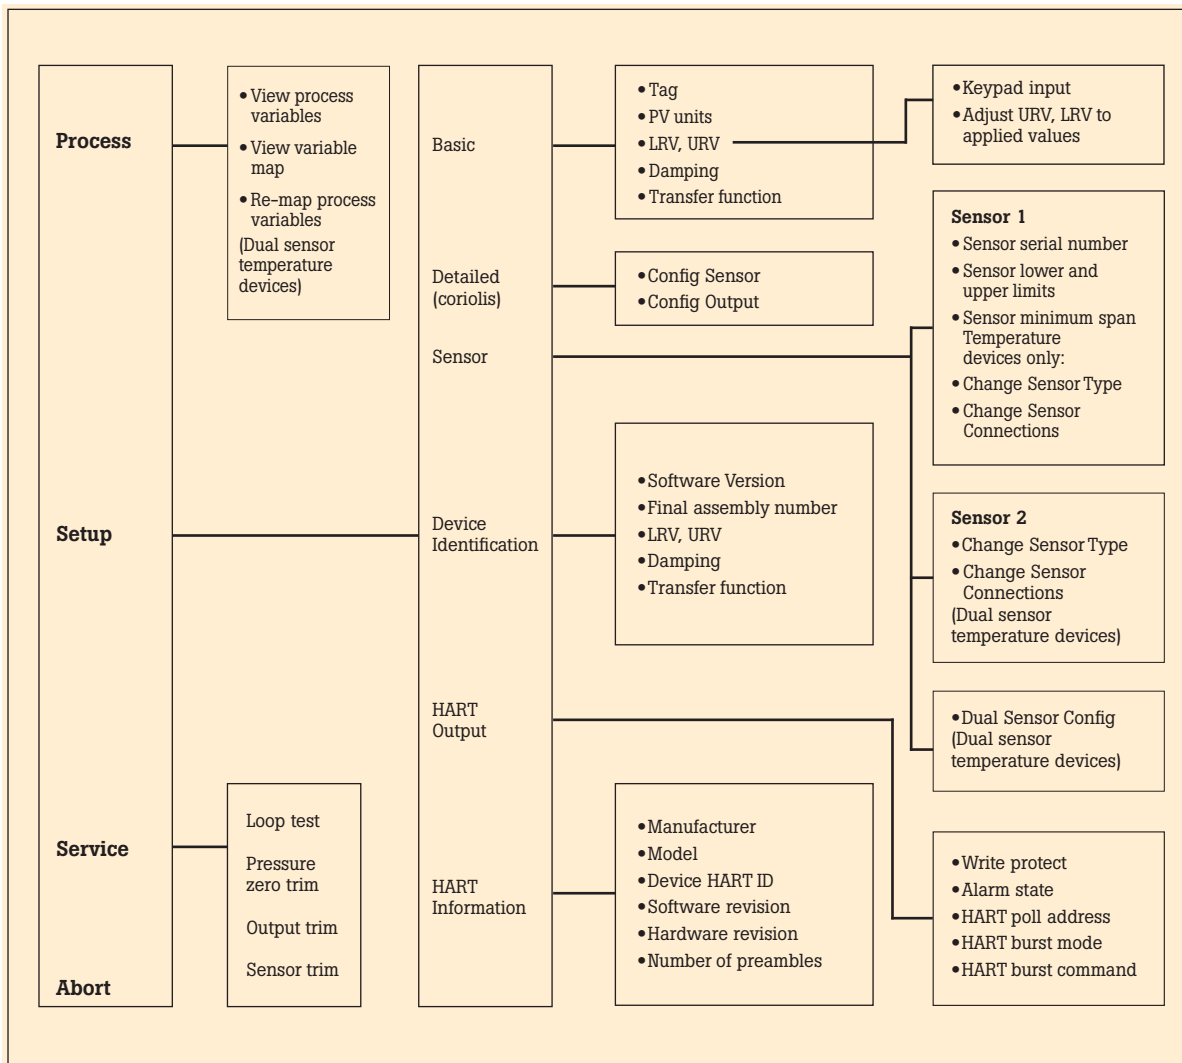 Process
• View process
variables
• View variable
map
• Re-map process
variables
(Dual sensor
temperature
devices)
Setup
Basic
• Tag
• PV units
• LRV, URV
• Damping
• Transfer function
• Keypad input
• Adjust URV, LRV to
applied values
Detailed
(coriolis)
• Config Sensor
• Config Output
Sensor
Sensor 1
• Sensor serial number
• Sensor lower and
upper limits
• Sensor minimum span
Temperature
devices only:
• Change Sensor Type
• Change Sensor
Connections
Sensor 2
• Change Sensor Type
• Change Sensor
Connections
(Dual sensor
temperature devices)
• Dual Sensor Config
(Dual sensor
temperature devices)
Device
Identification
• Software Version
• Final assembly number
• LRV, URV
• Damping
• Transfer function
HART
Output
• Write protect
• Alarm state
• HART poll address
• HART burst mode
• HART burst command
HART
Information
• Manufacturer
• Model
• Device HART ID
• Software revision
• Hardware revision
• Number of preambles
Service
Loop test
Pressure
zero trim
Output trim
Sensor trim
Abort